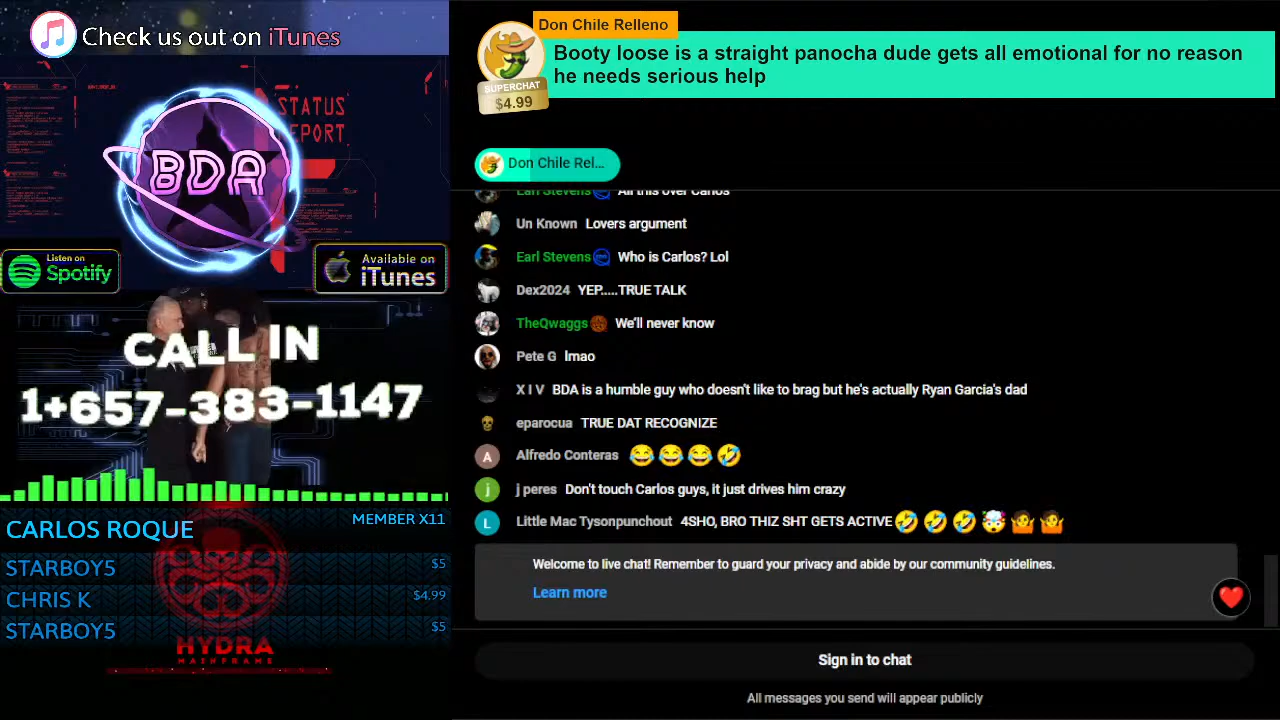 Check us out on iTunes
STATUS
BDA
Listen on
Spotify
Available on
iTunes
CALL IN
1+657-383-1147
CARLOS ROQUE
MEMBER X11
STARBOY5
$5
CHRIS K
$4.99
STARBOY5
$5
HYDRA
MAINFRAME
Don Chile Relleno
Booty loose is a straight panocha dude gets all emotional for no reason
he needs serious help
SUPERCHAT
$4.99
Don Chile Rel...
Earl Stevens All this over Carlos
Un Known Lovers argument
Earl Stevens Who is Carlos? Lol
Dex2024 YEP.....TRUE TALK
TheQwaggs We'll never know
Pete G lmao
X I V BDA is a humble guy who doesn't like to brag but he's actually Ryan Garcia's dad
eparocua TRUE DAT RECOGNIZE
A Alfredo Conteras 😂😂😂🤣
j j peres Don't touch Carlos guys, it just drives him crazy
L Little Mac Tysonpunchout 4SHO, BRO THIZ SHT GETS ACTIVE🤣🤣🤣🤯🤷🤷
Welcome to live chat! Remember to guard your privacy and abide by our community guidelines.
Learn more
Sign in to chat
All messages you send will appear publicly